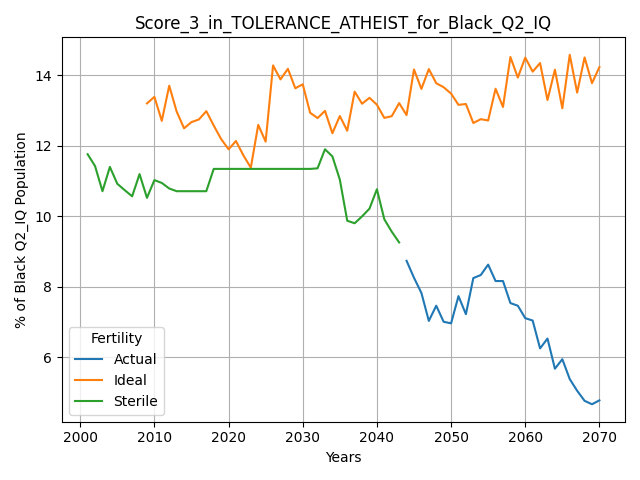 Score_3_in_TOLERANCE_ATHEIST_for_Black_Q2_IQ
% of Black Q2_IQ Population
14
12
10
8
6
Fertility
Actual
Ideal
Sterile
2000 2010 2020 2030 2040 2050 2060 2070
Years